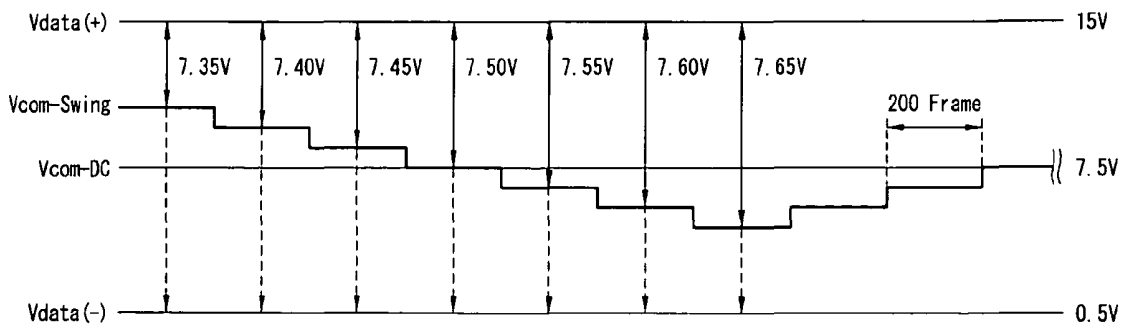 Vdata(+)
15V
7.35V
7.40V
7.45V
7.50V
7.55V
7.60V
7.65V
Vcom-Swing
200 Frame
Vcom-DC
7.5V
Vdata(-)
0.5V